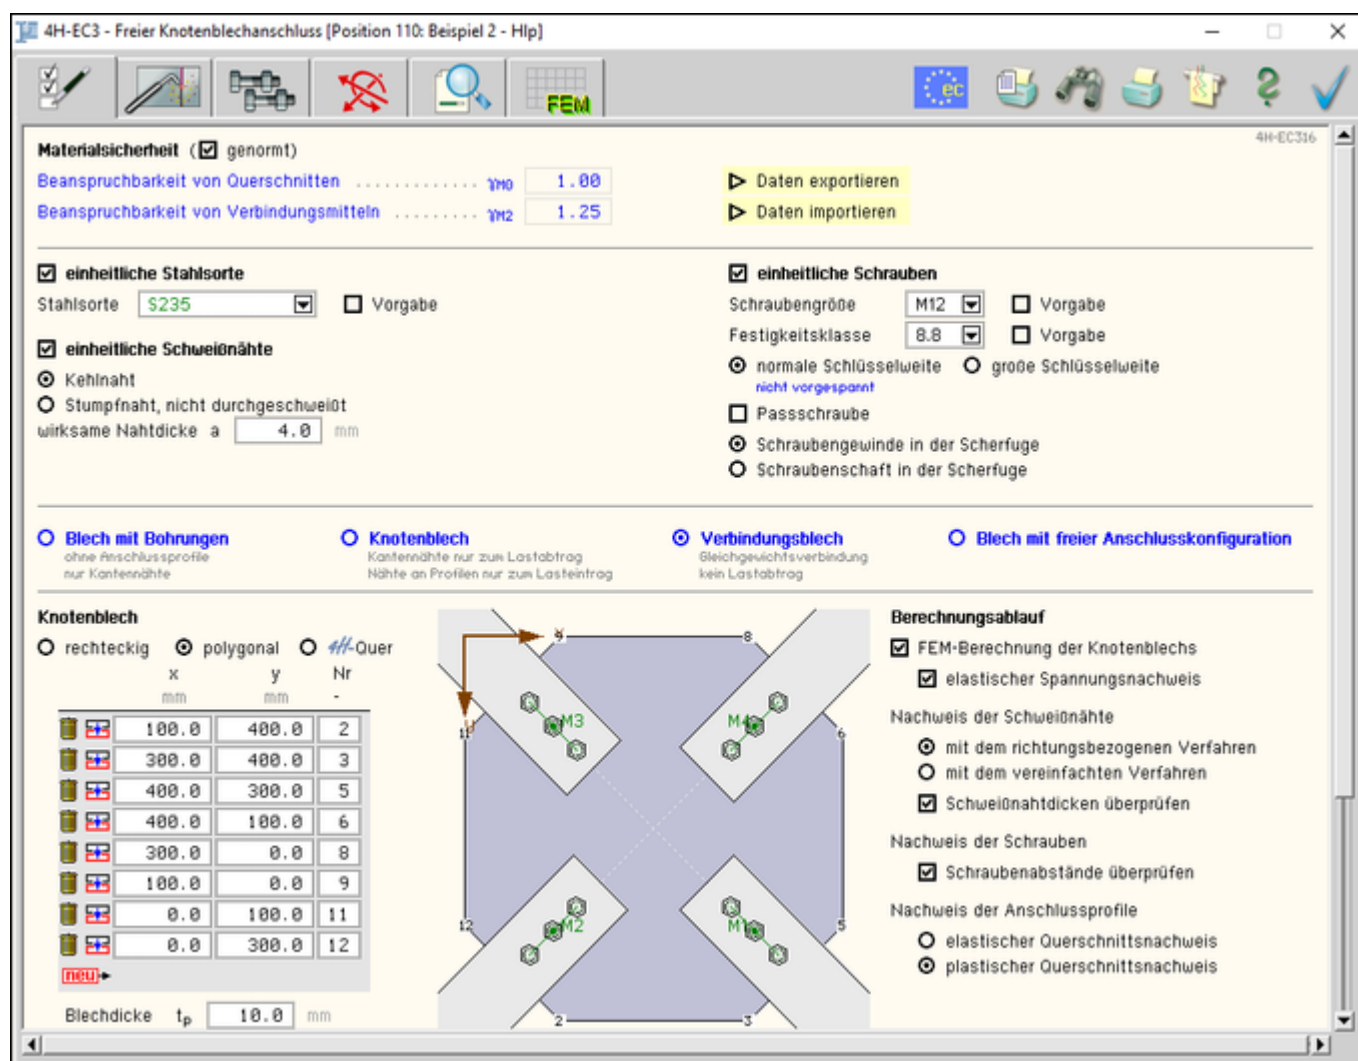 4H-EC3 - Freier Knotenblechanschluss [Position 110: Beispiel 2 - Hlp]
FEM
ec
4H-EC316
Materialsicherheit ( genormt)
Beanspruchbarkeit von Querschnitten ............. γM0 1.00
Daten exportieren
Beanspruchbarkeit von Verbindungsmitteln ......... γM2 1.25
Daten importieren
einheitliche Stahlsorte
Stahlsorte S235 Vorgabe
einheitliche Schweißnähte
Kehlnaht
Stumpfnaht, nicht durchgeschweißt
wirksame Nahtdicke a 4.0 mm
einheitliche Schrauben
Schraubengröße M12 Vorgabe
Festigkeitsklasse 8.8 Vorgabe
normale Schlüsselweite große Schlüsselweite
nicht vorgespannt
Passschraube
Schraubengewinde in der Scherfuge
Schraubenschaft in der Scherfuge
Blech mit Bohrungen
ohne Anschlussprofile
nur Kantennähte
Knotenblech
Kantennähte nur zum Lastabtrag
Nähte an Profilen nur zum Lasteintrag
Verbindungsblech
Gleichgewichtsverbindung
kein Lastabtrag
Blech mit freier Anschlusskonfiguration
Knotenblech
rechteckig polygonal 4H-Quer
x y Nr
mm mm -
100.0 400.0 2
300.0 400.0 3
400.0 300.0 5
400.0 100.0 6
300.0 0.0 8
100.0 0.0 9
0.0 100.0 11
0.0 300.0 12
neu
Blechdicke tp 10.0 mm
9 8
M3 M4
11 6
12 M2 M1 5
2 3
Berechnungsablauf
FEM-Berechnung der Knotenblechs
elastischer Spannungsnachweis
Nachweis der Schweißnähte
mit dem richtungsbezogenen Verfahren
mit dem vereinfachten Verfahren
Schweißnahtdicken überprüfen
Nachweis der Schrauben
Schraubenabstände überprüfen
Nachweis der Anschlussprofile
elastischer Querschnittsnachweis
plastischer Querschnittsnachweis